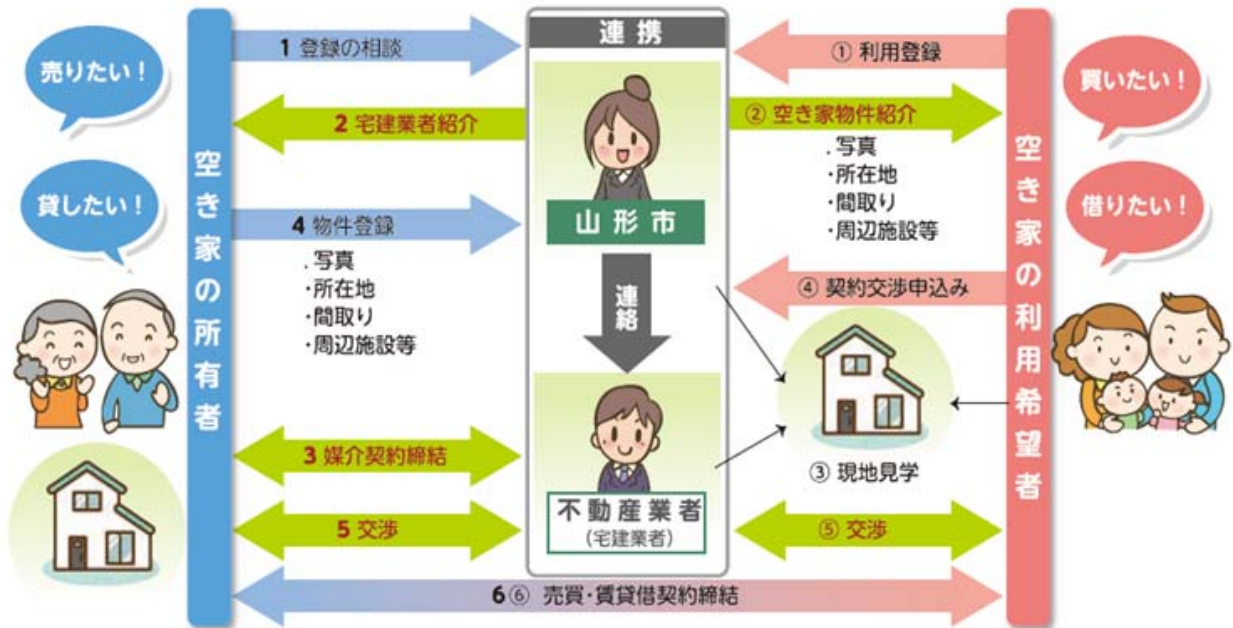 売りたい！
貸したい！
空き家の所有者
1 登録の相談
2 宅建業者紹介
4 物件登録
．写真
・所在地
・間取り
・周辺施設等
3 媒介契約締結
5 交渉
連携
山形市
連絡
不動産業者
(宅建業者)
① 利用登録
② 空き家物件紹介
．写真
・所在地
・間取り
・周辺施設等
④ 契約交渉申込み
③ 現地見学
⑤ 交渉
6⑥ 売買・賃貸借契約締結
空き家の利用希望者
買いたい！
借りたい！